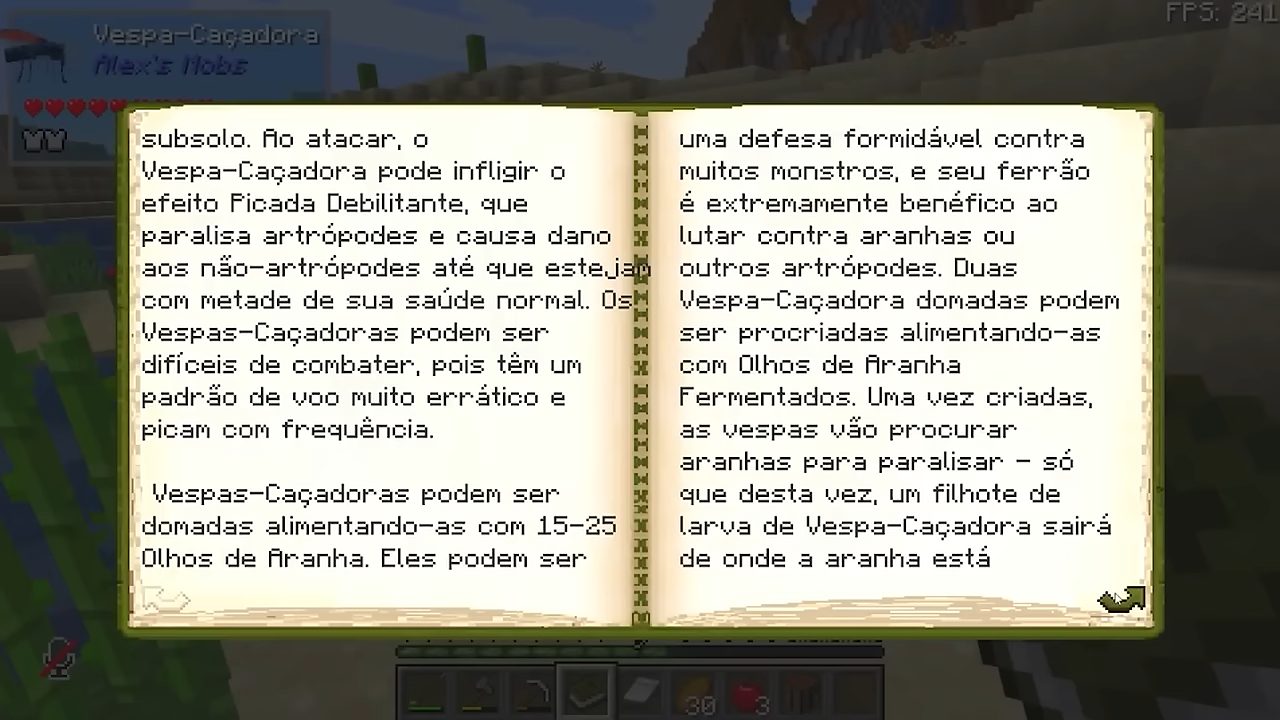 Vespa-Caçadora
Alex's Mobs
FPS: 241
subsolo. Ao atacar, o
Vespa-Caçadora pode infligir o
efeito Picada Debilitante, que
paralisa artrópodes e causa dano
aos não-artrópodes até que estejam
com metade de sua saúde normal. Os
Vespas-Caçadoras podem ser
difíceis de combater, pois têm um
padrão de voo muito errático e
picam com frequência.
Vespas-Caçadoras podem ser
domadas alimentando-as com 15-25
Olhos de Aranha. Eles podem ser
uma defesa formidável contra
muitos monstros, e seu ferrão
é extremamente benéfico ao
lutar contra aranhas ou
outros artrópodes. Duas
Vespa-Caçadora domadas podem
ser procriadas alimentando-as
com Olhos de Aranha
Fermentados. Uma vez criadas,
as vespas vão procurar
aranhas para paralisar - só
que desta vez, um filhote de
larva de Vespa-Caçadora sairá
de onde a aranha está
30
3